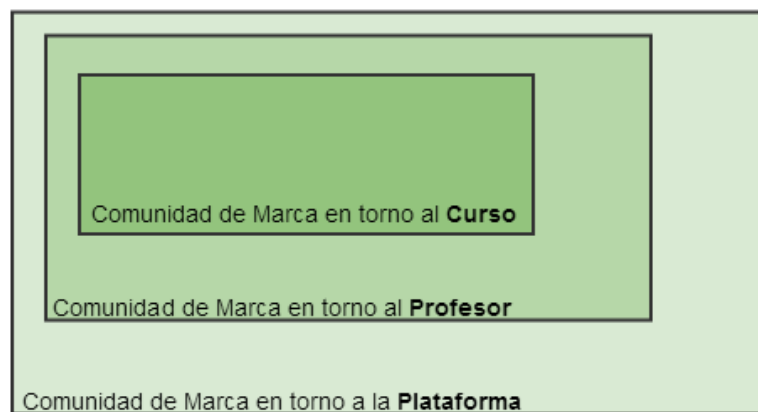 Comunidad de Marca en torno al Curso
Comunidad de Marca en torno al Profesor
Comunidad de Marca en torno a la Plataforma